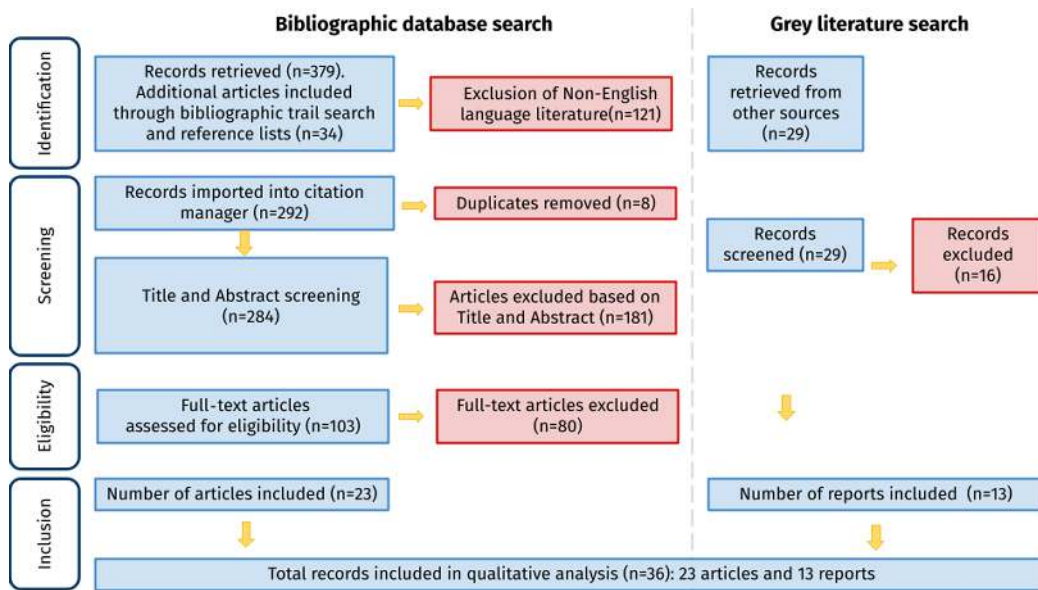 Bibliographic database search
Grey literature search
Identification
Records retrieved (n=379).
Additional articles included
through bibliographic trail search
and reference lists (n=34)
Exclusion of Non-English
language literature(n=121)
Records
retrieved from
other sources
(n=29)
Screening
Records imported into citation
manager (n=292)
Duplicates removed (n=8)
Records
screened (n=29)
Records
excluded
(n=16)
Title and Abstract screening
(n=284)
Articles excluded based on
Title and Abstract (n=181)
Eligibility
Full-text articles
assessed for eligibility (n=103)
Full-text articles excluded
(n=80)
Inclusion
Number of articles included (n=23)
Number of reports included (n=13)
Total records included in qualitative analysis (n=36): 23 articles and 13 reports